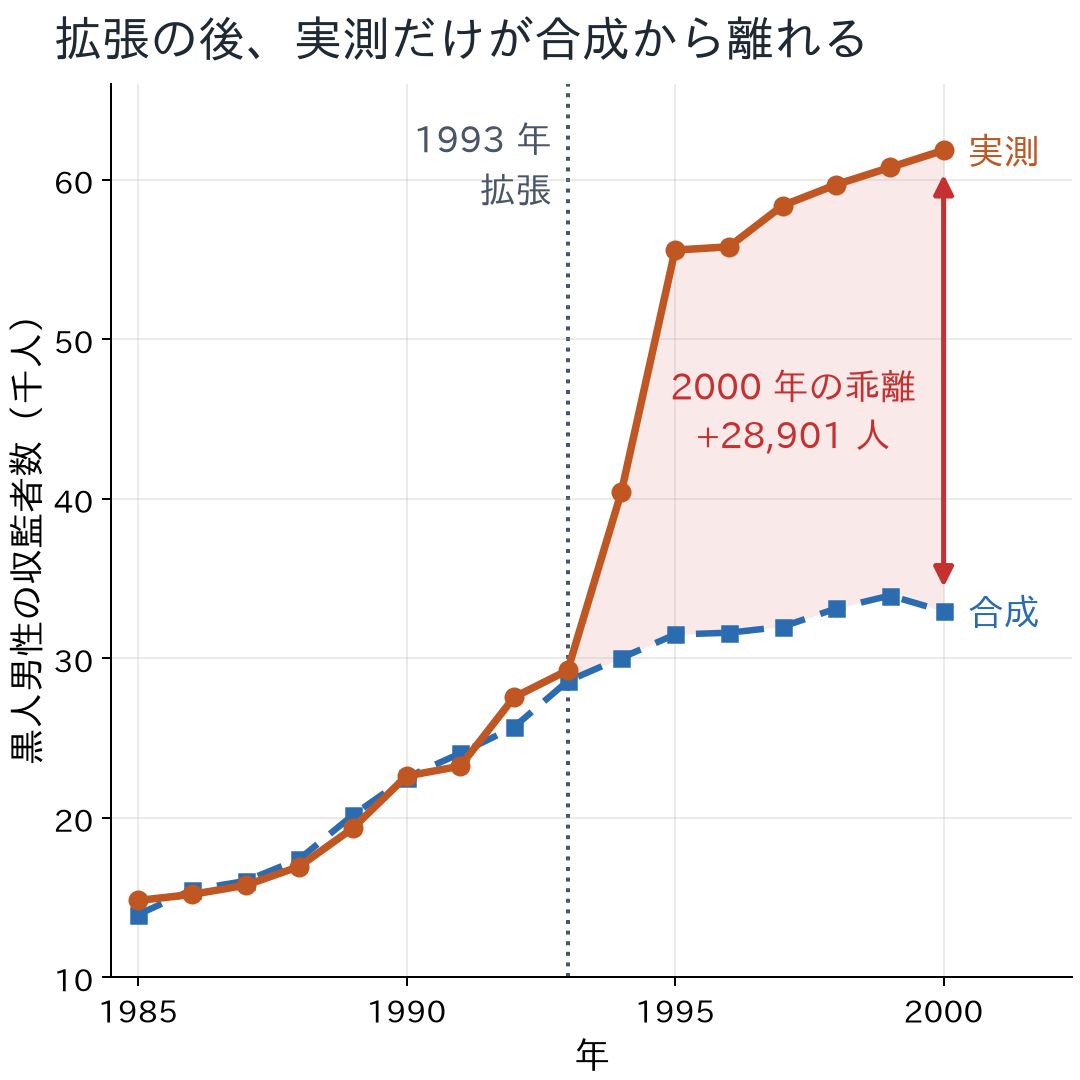 拡張の後、実測だけが合成から離れる
1993 年
拡張
実測
60
50
2000 年の乖離
+28,901 人
40
合成
30
20
10
黒人男性の収監者数（千人）
1985
1990
1995
2000
年